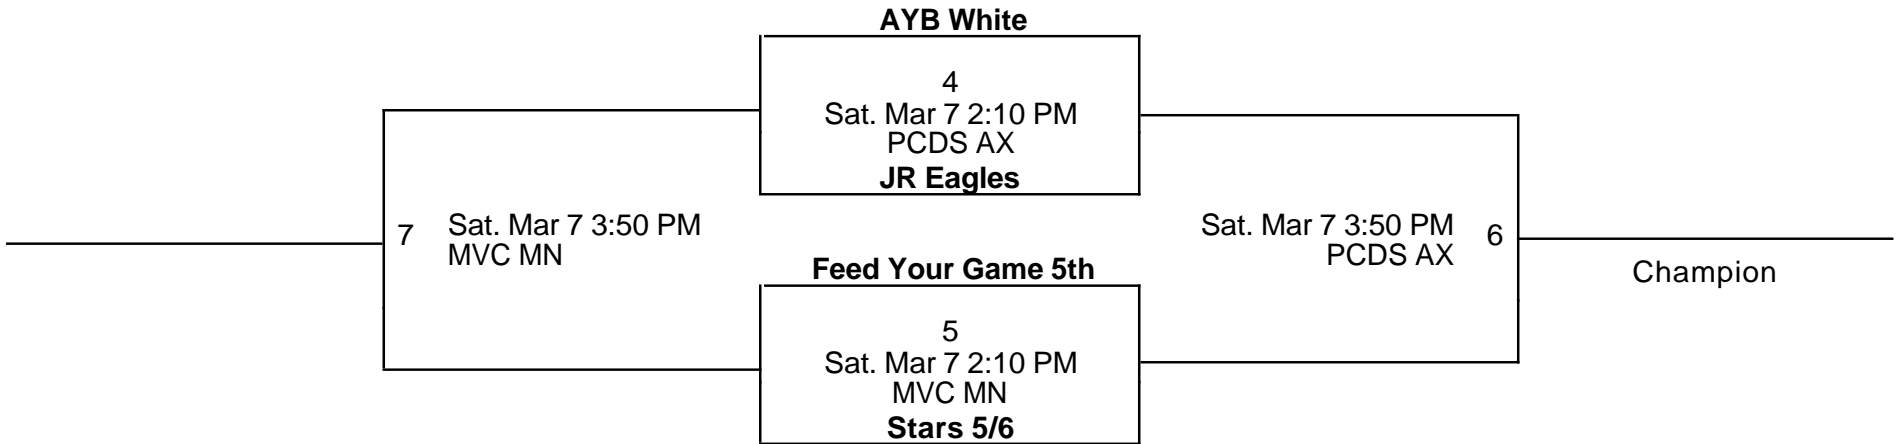 AYB White
4
Sat. Mar 7 2:10 PM
PCDS AX
JR Eagles
7
Sat. Mar 7 3:50 PM
MVC MN
Sat. Mar 7 3:50 PM
PCDS AX
6
Champion
Feed Your Game 5th
5
Sat. Mar 7 2:10 PM
MVC MN
Stars 5/6